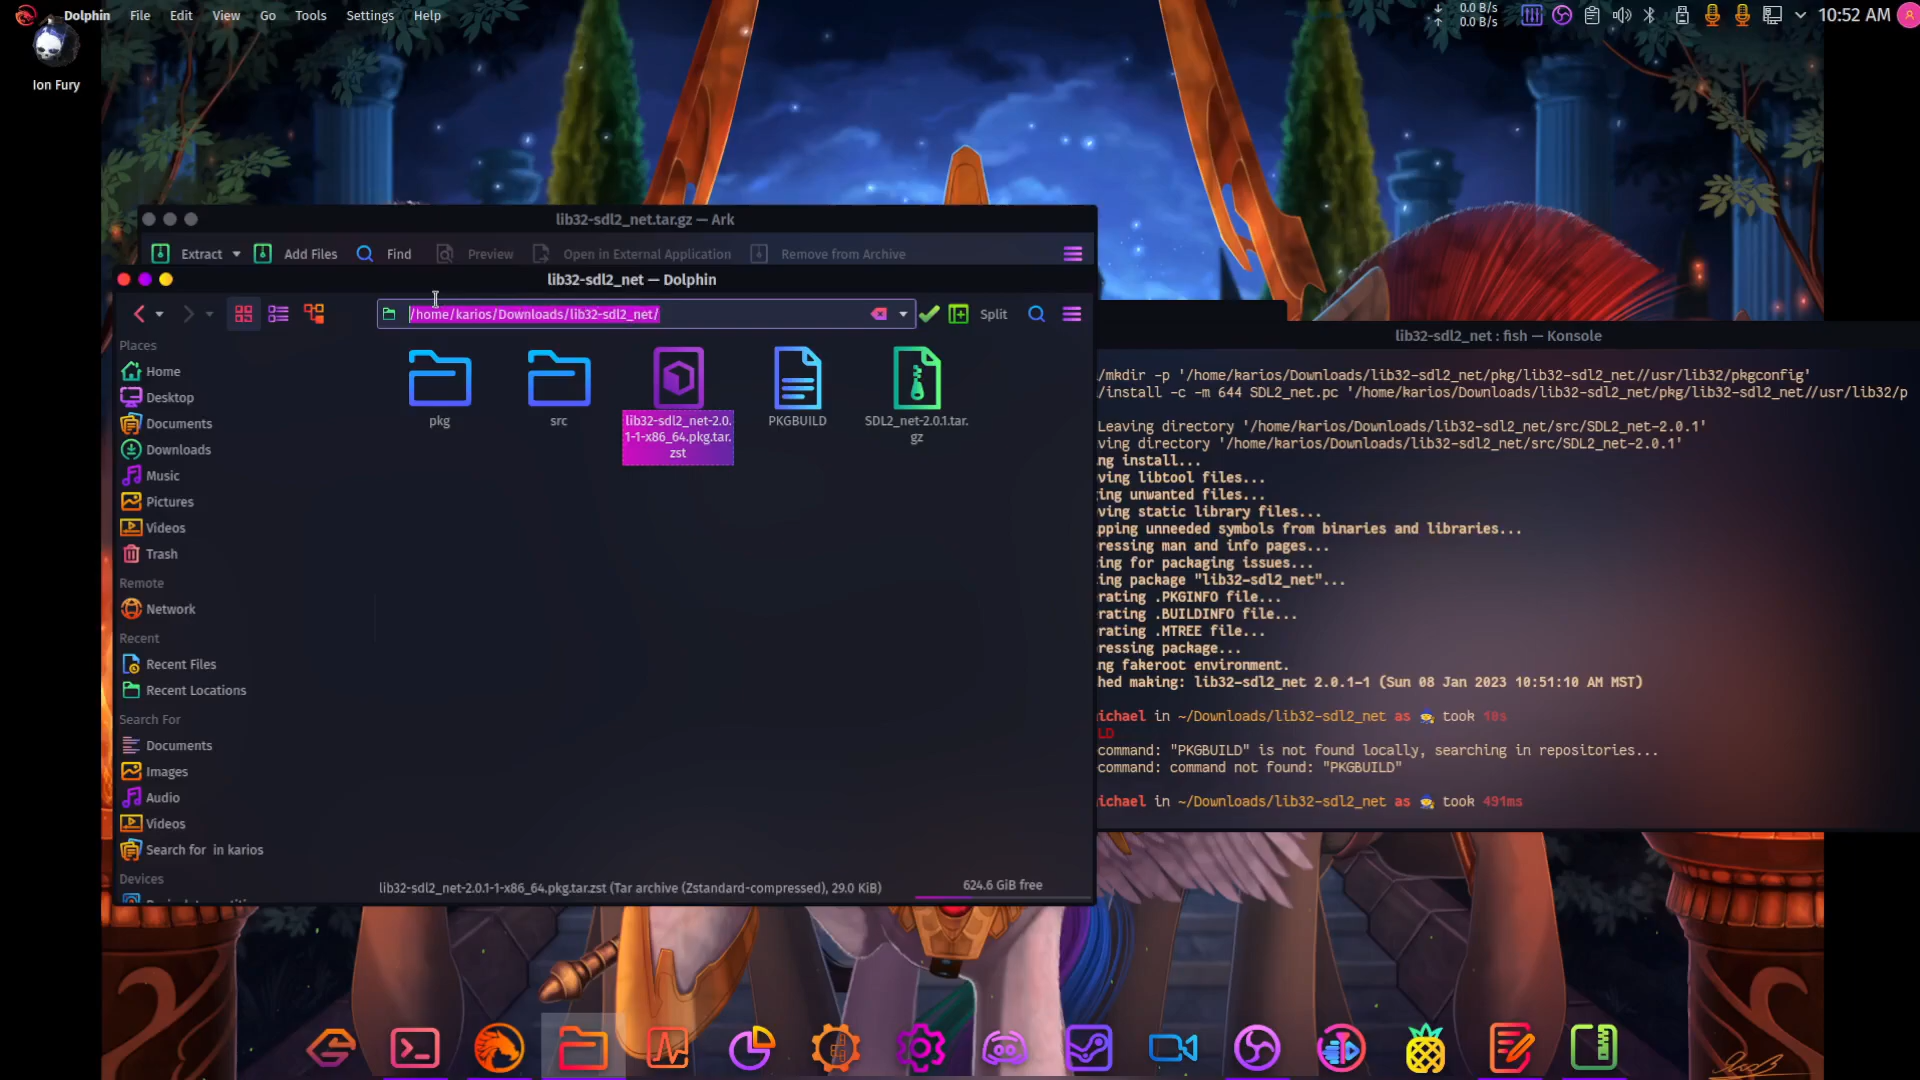 Dolphin File Edit View Go Tools Settings Help
0.0 B/s
0.0 B/s
10:52 AM
Ion Fury
lib32-sdl2_net.tar.gz — Ark
Extract Add Files Find Preview Open in External Application Remove from Archive
lib32-sdl2_net — Dolphin
/home/karios/Downloads/lib32-sdl2_net/
Split
Places
Home
Desktop
Documents
Downloads
Music
Pictures
Videos
Trash
Remote
Network
Recent
Recent Files
Recent Locations
Search For
Documents
Images
Audio
Videos
Search for in karios
Devices
pkg
src
lib32-sdl2_net-2.0.
1-1-x86_64.pkg.tar.
zst
PKGBUILD
SDL2_net-2.0.1.tar.
gz
lib32-sdl2_net-2.0.1-1-x86_64.pkg.tar.zst (Tar archive (Zstandard-compressed), 29.0 KiB)
624.6 GiB free
lib32-sdl2_net : fish — Konsole
/mkdir -p '/home/karios/Downloads/lib32-sdl2_net/pkg/lib32-sdl2_net//usr/lib32/pkgconfig'
/install -c -m 644 SDL2_net.pc '/home/karios/Downloads/lib32-sdl2_net/pkg/lib32-sdl2_net//usr/lib32/p
Leaving directory '/home/karios/Downloads/lib32-sdl2_net/src/SDL2_net-2.0.1'
ving directory '/home/karios/Downloads/lib32-sdl2_net/src/SDL2_net-2.0.1'
ng install...
ving libtool files...
ging unwanted files...
ving static library files...
pping unneeded symbols from binaries and libraries...
ressing man and info pages...
ing for packaging issues...
ing package "lib32-sdl2_net"...
erating .PKGINFO file...
erating .BUILDINFO file...
erating .MTREE file...
ressing package...
ng fakeroot environment.
hed making: lib32-sdl2_net 2.0.1-1 (Sun 08 Jan 2023 10:51:10 AM MST)
ichael in ~/Downloads/lib32-sdl2_net as took 18s
LD
command: "PKGBUILD" is not found locally, searching in repositories...
command: command not found: "PKGBUILD"
ichael in ~/Downloads/lib32-sdl2_net as took 491ms